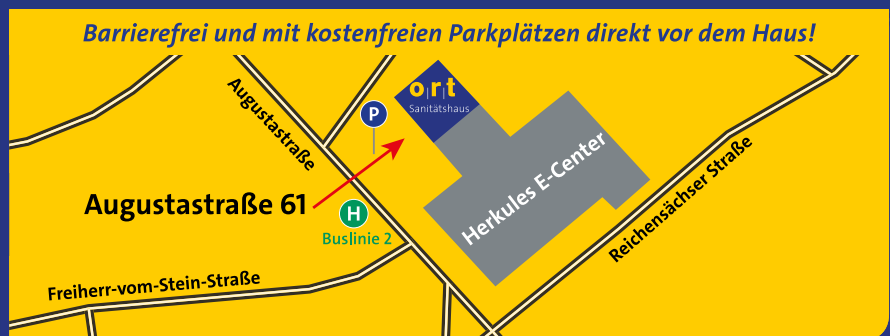 Barrierefrei und mit kostenfreien Parkplätzen direkt vor dem Haus!
ort
Sanitätshaus
P
Augustastraße
Herkules E-Center
Reichensächser Straße
Augustastraße 61
H
Buslinie 2
Freiherr-vom-Stein-Straße